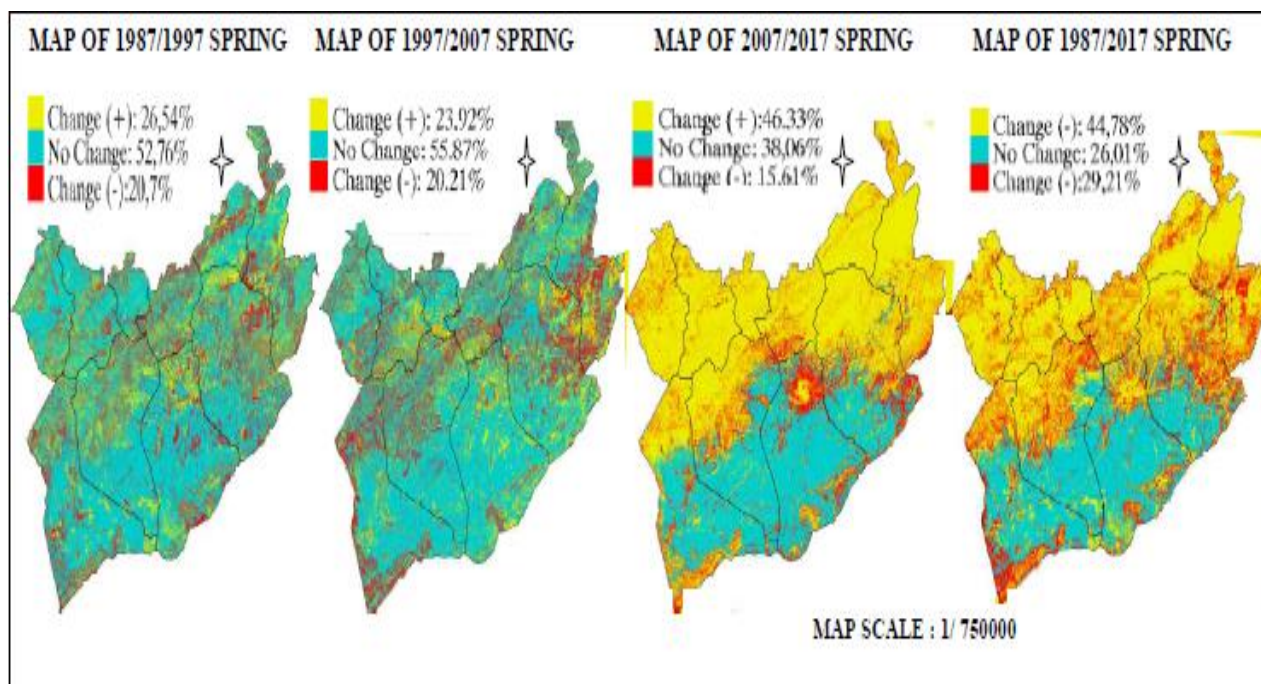 MAP OF 1987/1997 SPRING
Change (+): 26,54%
No Change: 52,76%
Change (-):20,7%
MAP OF 1997/2007 SPRING
Change (+): 23.92%
No Change: 55.87%
Change (-): 20.21%
MAP OF 2007/2017 SPRING
Change (+):46.33%
No Change: 38,06%
Change (-): 15.61%
MAP OF 1987/2017 SPRING
Change (-): 44,78%
No Change: 26,01%
Change (-):29,21%
MAP SCALE : 1/ 750000